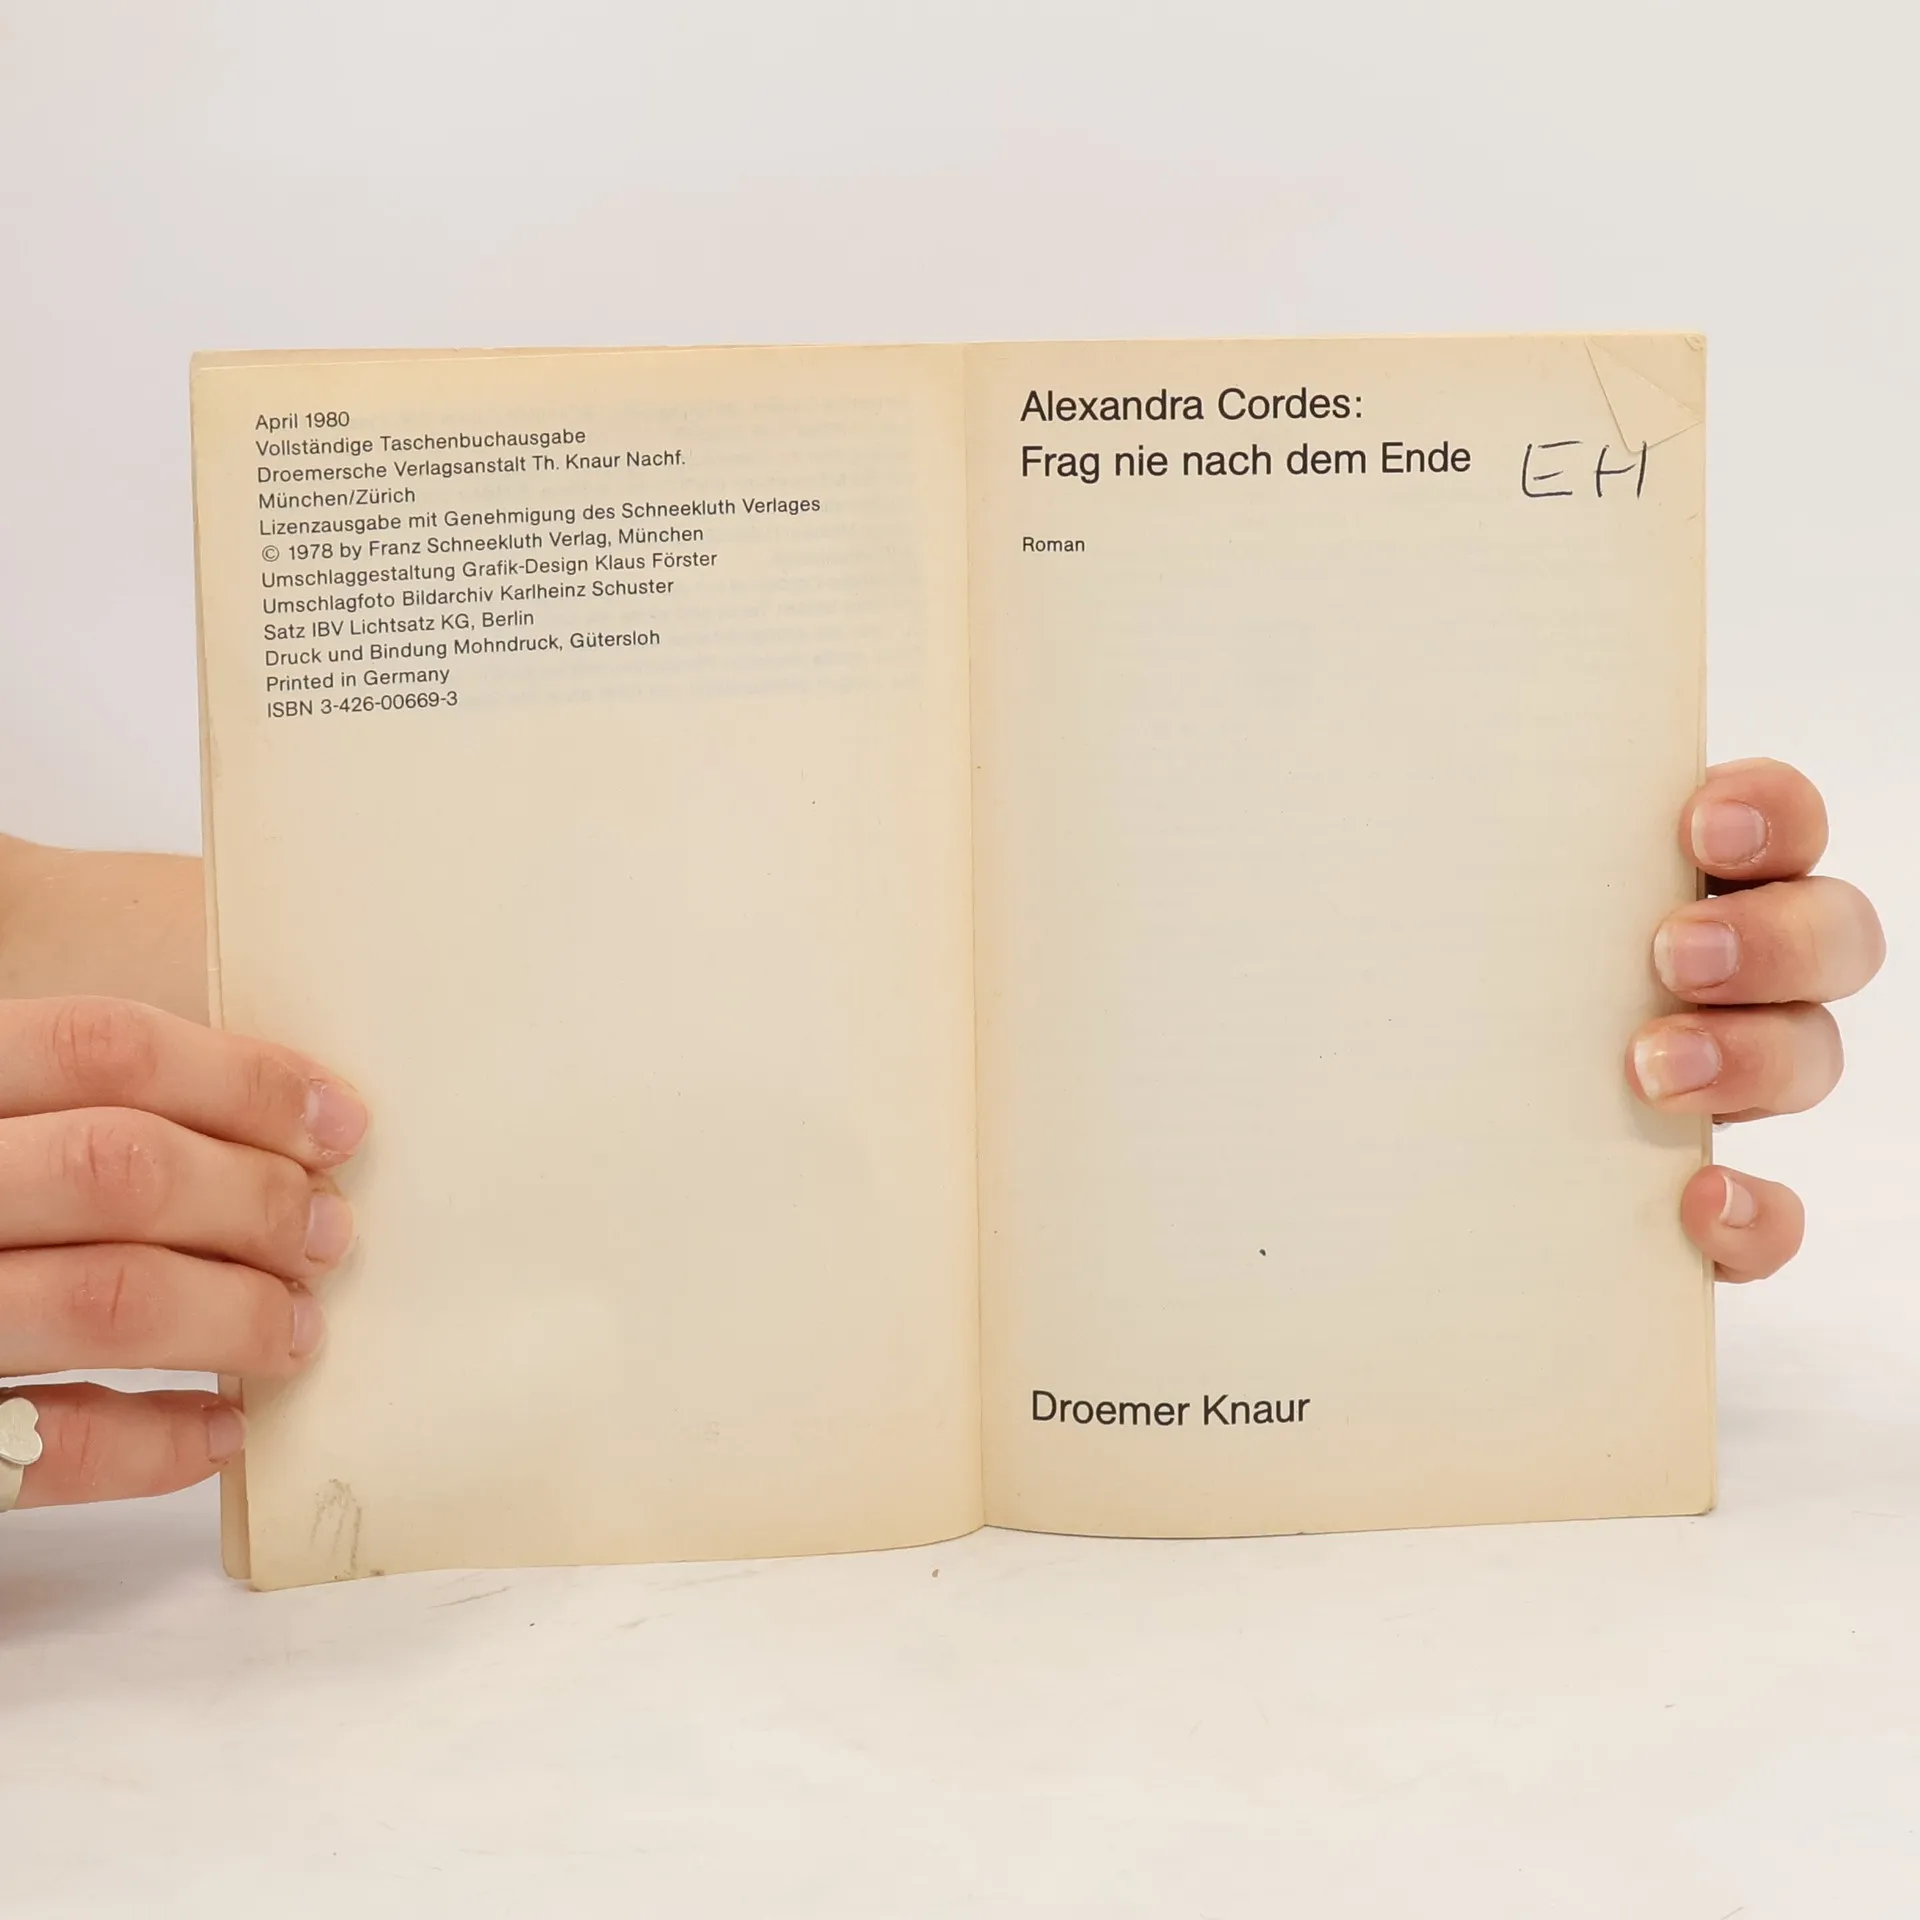 April 1980
Vollständige Taschenbuchausgabe
Droemersche Verlagsanstalt Th. Knaur Nachf.
München/Zürich
Lizenzausgabe mit Genehmigung des Schneekluth Verlages
© 1978 by Franz Schneekluth Verlag, München
Umschlaggestaltung Grafik-Design Klaus Förster
Umschlagfoto Bildarchiv Karlheinz Schuster
Satz IBV Lichtsatz KG, Berlin
Druck und Bindung Mohndruck, Gütersloh
Printed in Germany
ISBN 3-426-00669-3
Alexandra Cordes:
Frag nie nach dem Ende
EH
Roman
Droemer Knaur